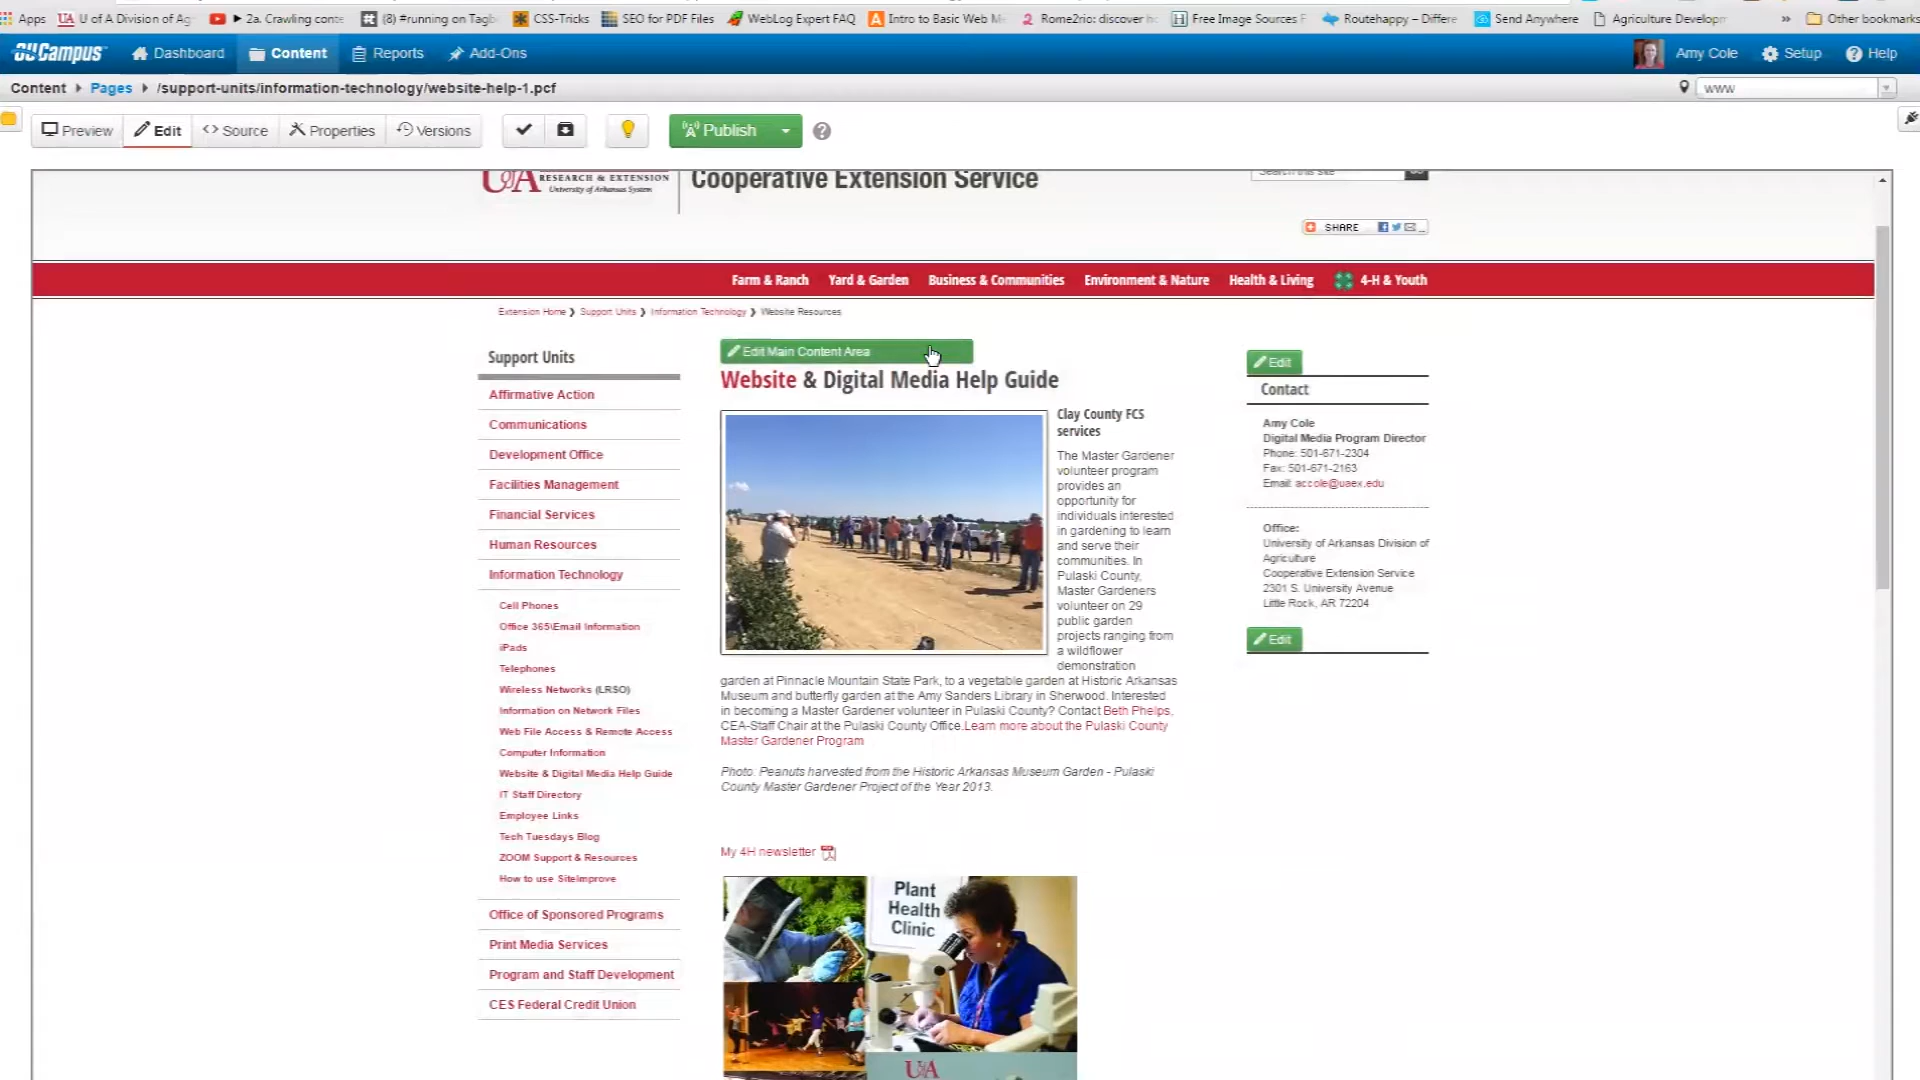 Apps
U of A Division of Ag
2a. Crawling conte
(8) #running on Tagb
CSS-Tricks
SEO for PDF Files
WebLog Expert FAQ
Intro to Basic Web M
Rome2rio: discover h
Free Image Sources F
Routehappy – Differe
Send Anywhere
Agriculture Developm
» Other bookmarks
OU Campus Dashboard Content Reports Add-Ons Amy Cole Setup Help
Content Pages /support-units/information-technology/website-help-1.pcf www
Preview Edit Source Properties Versions Publish
UofA RESEARCH & EXTENSION
University of Arkansas System
Cooperative Extension Service
Search this site
SHARE
Farm & Ranch Yard & Garden Business & Communities Environment & Nature Health & Living 4-H & Youth
Extension Home ❯ Support Units ❯ Information Technology ❯ Website Resources
Support Units
Affirmative Action
Communications
Development Office
Facilities Management
Financial Services
Human Resources
Information Technology
Cell Phones
Office 365\Email Information
iPads
Telephones
Wireless Networks (LRSO)
Information on Network Files
Web File Access & Remote Access
Computer Information
Website & Digital Media Help Guide
IT Staff Directory
Employee Links
Tech Tuesdays Blog
ZOOM Support & Resources
How to use SiteImprove
Office of Sponsored Programs
Print Media Services
Program and Staff Development
CES Federal Credit Union
Edit Main Content Area
Website & Digital Media Help Guide
Clay County FCS
services
The Master Gardener
volunteer program
provides an
opportunity for
individuals interested
in gardening to learn
and serve their
communities. In
Pulaski County,
Master Gardeners
volunteer on 29
public garden
projects ranging from
a wildflower
demonstration
garden at Pinnacle Mountain State Park, to a vegetable garden at Historic Arkansas
Museum and butterfly garden at the Amy Sanders Library in Sherwood. Interested
in becoming a Master Gardener volunteer in Pulaski County? Contact Beth Phelps,
CEA-Staff Chair at the Pulaski County Office.Learn more about the Pulaski County
Master Gardener Program
Photo: Peanuts harvested from the Historic Arkansas Museum Garden - Pulaski
County Master Gardener Project of the Year 2013.
My 4H newsletter
Plant
Health
Clinic
UofA
Edit
Contact
Amy Cole
Digital Media Program Director
Phone: 501-671-2304
Fax: 501-671-2163
Email: accole@uaex.edu
Office:
University of Arkansas Division of
Agriculture
Cooperative Extension Service
2301 S. University Avenue
Little Rock, AR 72204
Edit